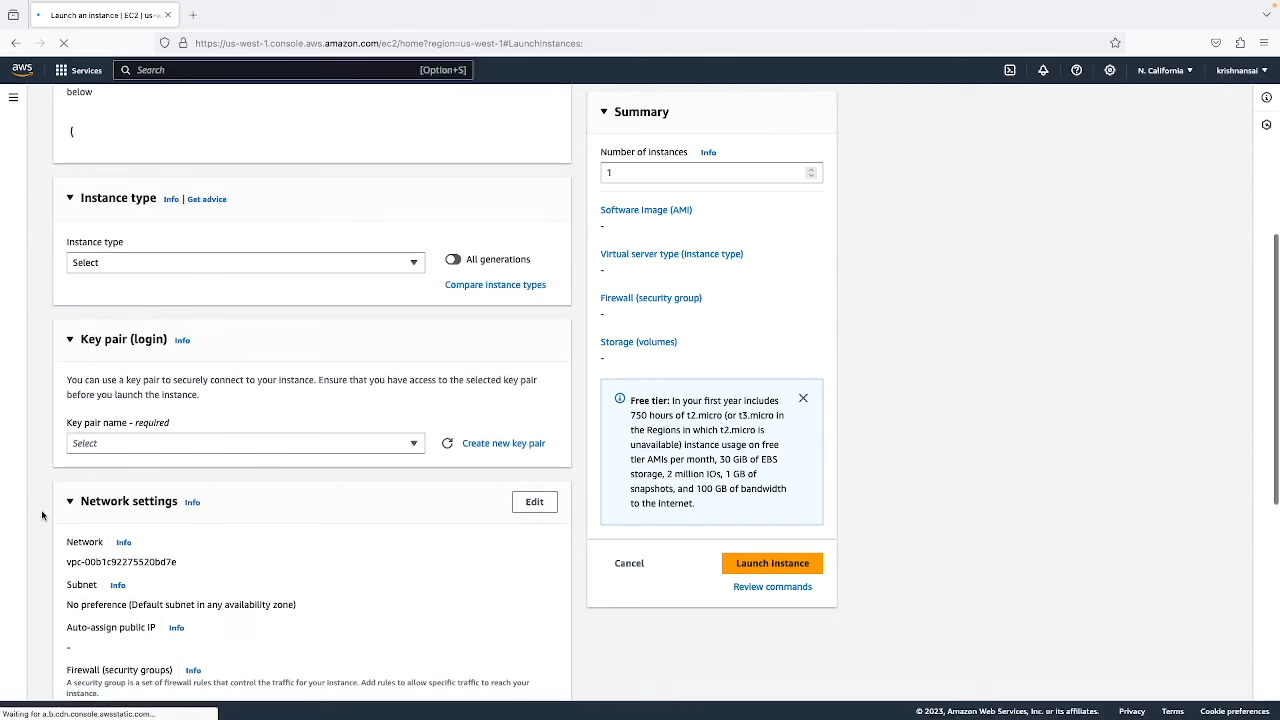 Launch an instance | EC2 | us-w
https://us-west-1.console.aws.amazon.com/ec2/home?region=us-west-1#LaunchInstances:
aws
Services
Search
[Option+S]
N. California
krishnansai
below
(
Instance type
Info | Get advice
Instance type
Select
All generations
Compare instance types
Key pair (login)
Info
You can use a key pair to securely connect to your instance. Ensure that you have access to the selected key pair
before you launch the instance.
Key pair name - required
Select
Create new key pair
Network settings
Info
Edit
Network
Info
vpc-00b1c92275520bd7e
Subnet
Info
No preference (Default subnet in any availability zone)
Auto-assign public IP
Info
-
Firewall (security groups)
Info
A security group is a set of firewall rules that control the traffic for your instance. Add rules to allow specific traffic to reach your
instance.
Summary
Number of instances
Info
1
Software Image (AMI)
-
Virtual server type (instance type)
-
Firewall (security group)
-
Storage (volumes)
-
Free tier: In your first year includes
750 hours of t2.micro (or t3.micro in
the Regions in which t2.micro is
unavailable) instance usage on free
tier AMIs per month, 30 GiB of EBS
storage, 2 million IOs, 1 GB of
snapshots, and 100 GB of bandwidth
to the internet.
Cancel
Launch instance
Review commands
Waiting for a.b.cdn.console.awsstatic.com...
© 2023, Amazon Web Services, Inc. or its affiliates.
Privacy
Terms
Cookie preferences